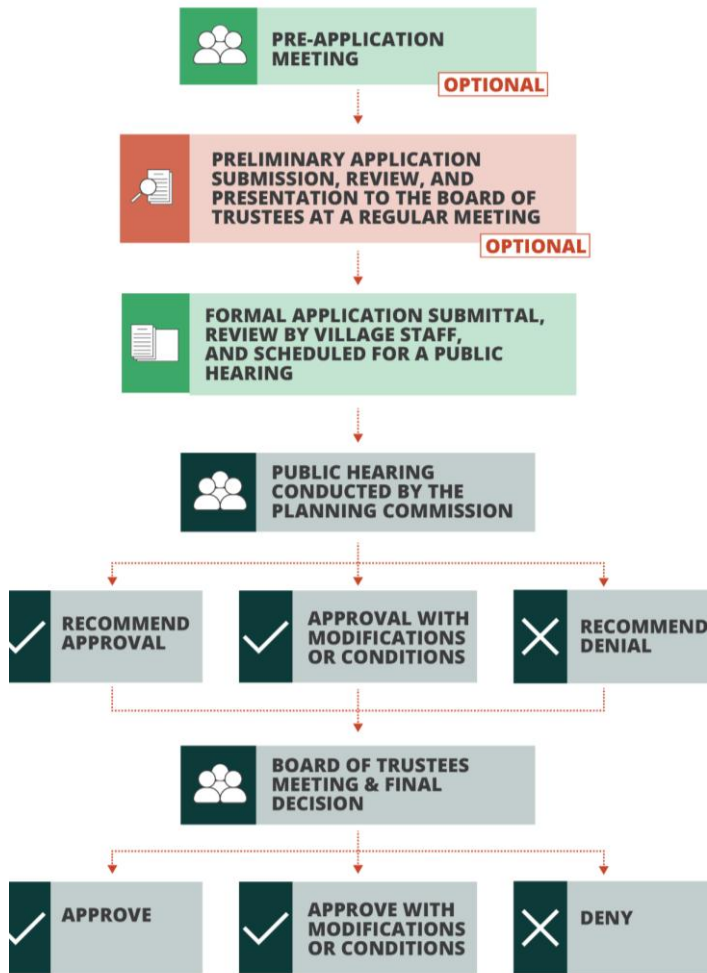 PRE-APPLICATION
MEETING
OPTIONAL
PRELIMINARY APPLICATION
SUBMISSION, REVIEW, AND
PRESENTATION TO THE BOARD OF
TRUSTEES AT A REGULAR MEETING
OPTIONAL
FORMAL APPLICATION SUBMITTAL,
REVIEW BY VILLAGE STAFF,
AND SCHEDULED FOR A PUBLIC
HEARING
PUBLIC HEARING
CONDUCTED BY THE
PLANNING COMMISSION
RECOMMEND
APPROVAL
APPROVAL WITH
MODIFICATIONS
OR CONDITIONS
RECOMMEND
DENIAL
BOARD OF TRUSTEES
MEETING & FINAL
DECISION
APPROVE
APPROVE WITH
MODIFICATIONS
OR CONDITIONS
DENY